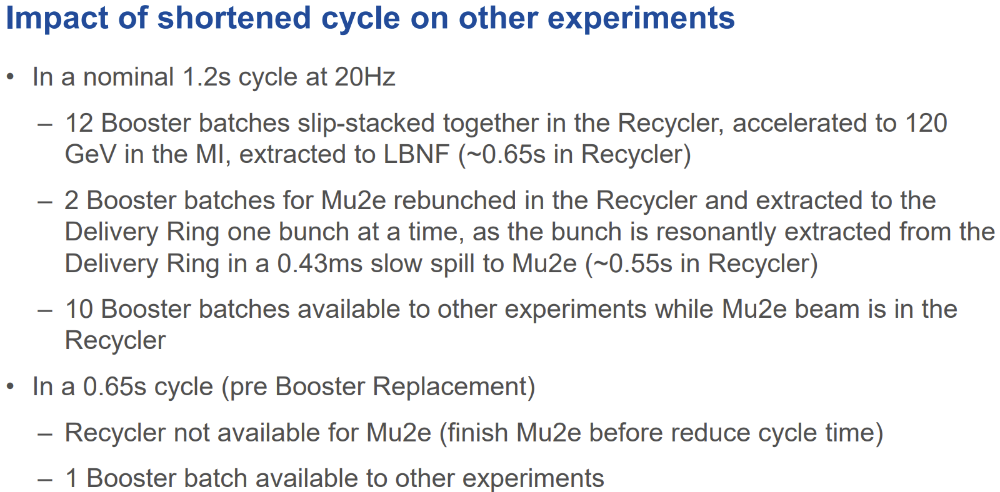 Impact of shortened cycle on other experiments
• In a nominal 1.2s cycle at 20Hz
– 12 Booster batches slip-stacked together in the Recycler, accelerated to 120
GeV in the MI, extracted to LBNF (~0.65s in Recycler)
– 2 Booster batches for Mu2e rebunched in the Recycler and extracted to the
Delivery Ring one bunch at a time, as the bunch is resonantly extracted from the
Delivery Ring in a 0.43ms slow spill to Mu2e (~0.55s in Recycler)
– 10 Booster batches available to other experiments while Mu2e beam is in the
Recycler
• In a 0.65s cycle (pre Booster Replacement)
– Recycler not available for Mu2e (finish Mu2e before reduce cycle time)
– 1 Booster batch available to other experiments